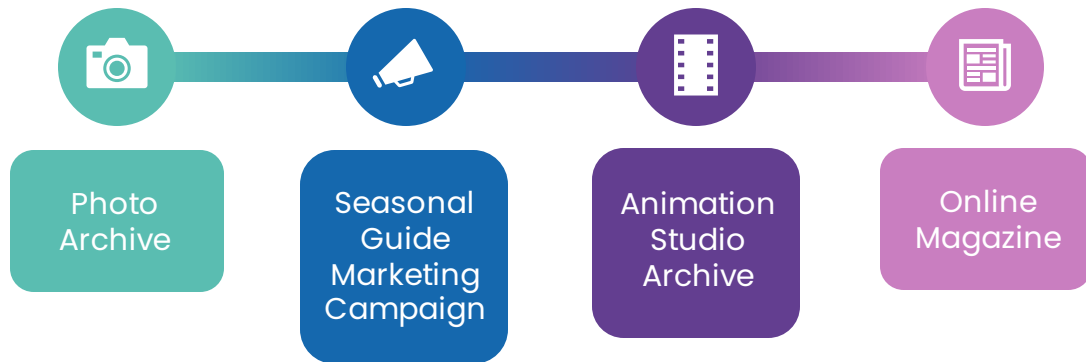 Photo
Archive
Seasonal
Guide
Marketing
Campaign
Animation
Studio
Archive
Online
Magazine